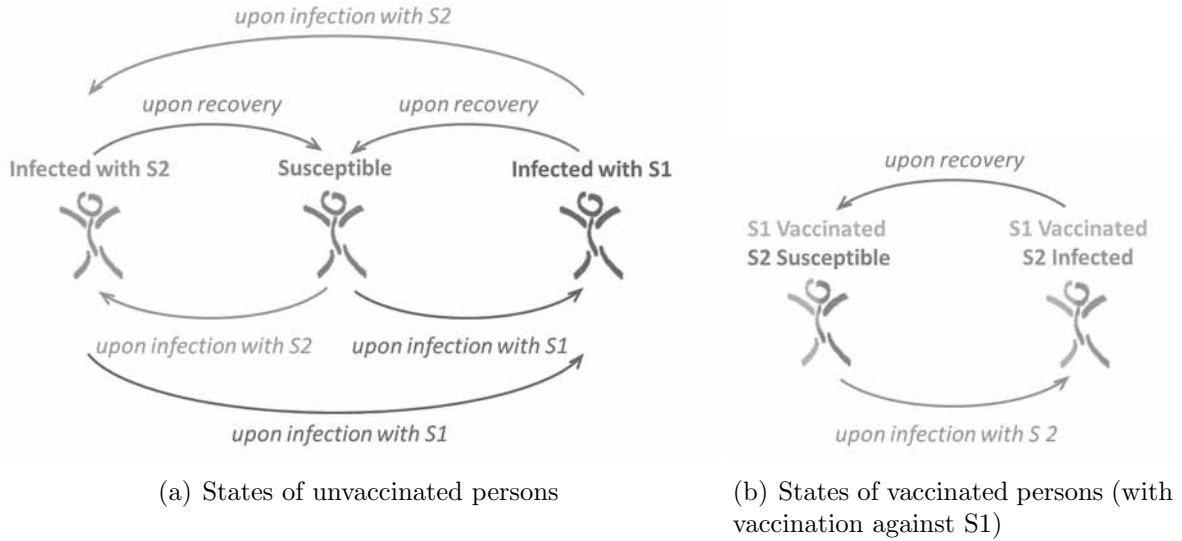 upon infection with S2
upon recovery
upon recovery
Infected with S2
Susceptible
Infected with S1
upon infection with S2
upon infection with S1
upon infection with S1
(a) States of unvaccinated persons
upon recovery
S1 Vaccinated
S2 Susceptible
S1 Vaccinated
S2 Infected
upon infection with S 2
(b) States of vaccinated persons (with
vaccination against S1)